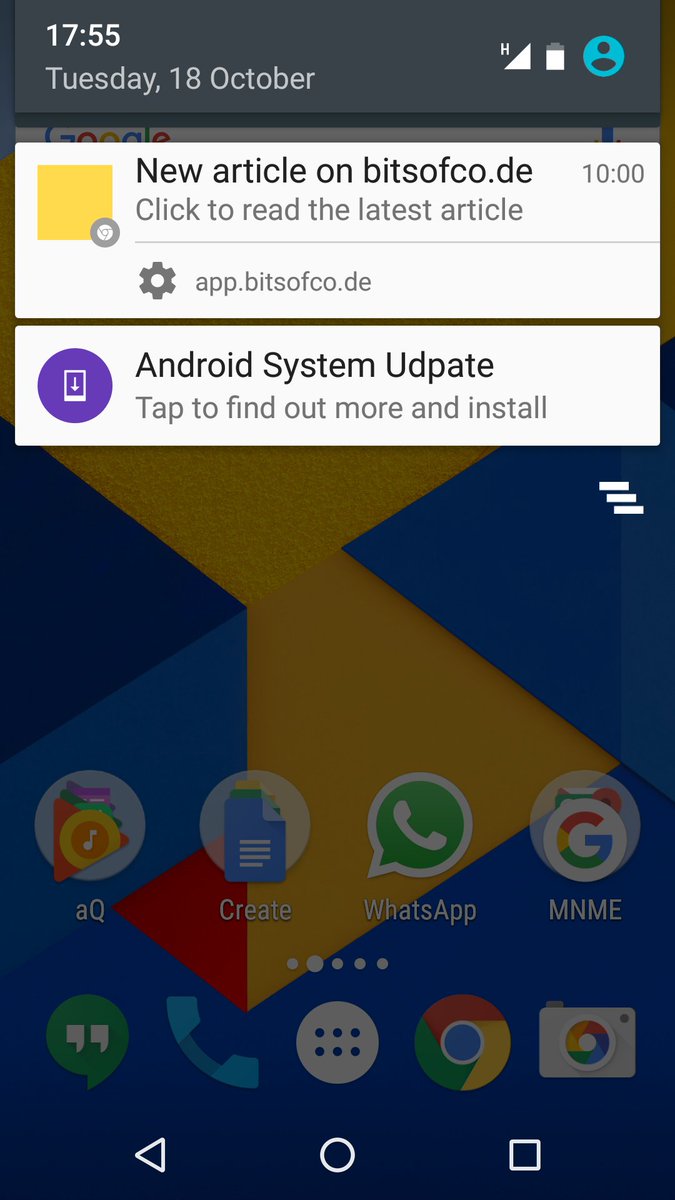 17:55
Tuesday, 18 October
H
Google
New article on bitsofco.de
10:00
Click to read the latest article
app.bitsofco.de
Android System Udpate
Tap to find out more and install
aQ
Create
WhatsApp
MNME